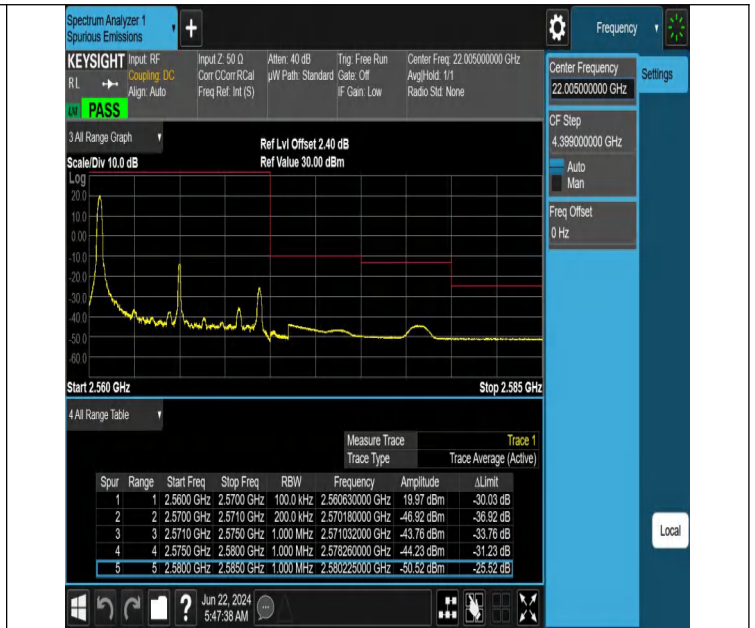 Spectrum Analyzer 1
Spurious Emissions
Frequency
KEYSIGHT
RL
Input: RF
Coupling: DC
Align: Auto
Input Z: 50 Ω
Corr CCorr RCal
Freq Ref: Int (S)
Atten: 40 dB
µW Path: Standard
Trig: Free Run
Gate: Off
IF Gain: Low
Center Freq: 22.005000000 GHz
Avg|Hold: 1/1
Radio Std: None
PASS
3 All Range Graph
Scale/Div 10.0 dB
Ref Lvl Offset 2.40 dB
Ref Value 30.00 dBm
Log
20.0
10.0
0.00
-10.0
-20.0
-30.0
-40.0
-50.0
-60.0
Start 2.560 GHz
Stop 2.585 GHz
4 All Range Table
Measure Trace Trace 1
Trace Type Trace Average (Active)
Spur Range Start Freq Stop Freq RBW Frequency Amplitude ΔLimit
1 1 2.5600 GHz 2.5700 GHz 100.0 kHz 2.560630000 GHz 19.97 dBm -30.03 dB
2 2 2.5700 GHz 2.5710 GHz 200.0 kHz 2.570180000 GHz -46.92 dBm -36.92 dB
3 3 2.5710 GHz 2.5750 GHz 1.000 MHz 2.571032000 GHz -43.76 dBm -33.76 dB
4 4 2.5750 GHz 2.5800 GHz 1.000 MHz 2.578260000 GHz -44.23 dBm -31.23 dB
5 5 2.5800 GHz 2.5850 GHz 1.000 MHz 2.580225000 GHz -50.52 dBm -25.52 dB
Center Frequency
22.005000000 GHz
Settings
CF Step
4.399000000 GHz
Auto
Man
Freq Offset
0 Hz
Local
Jun 22, 2024
5:47:38 AM